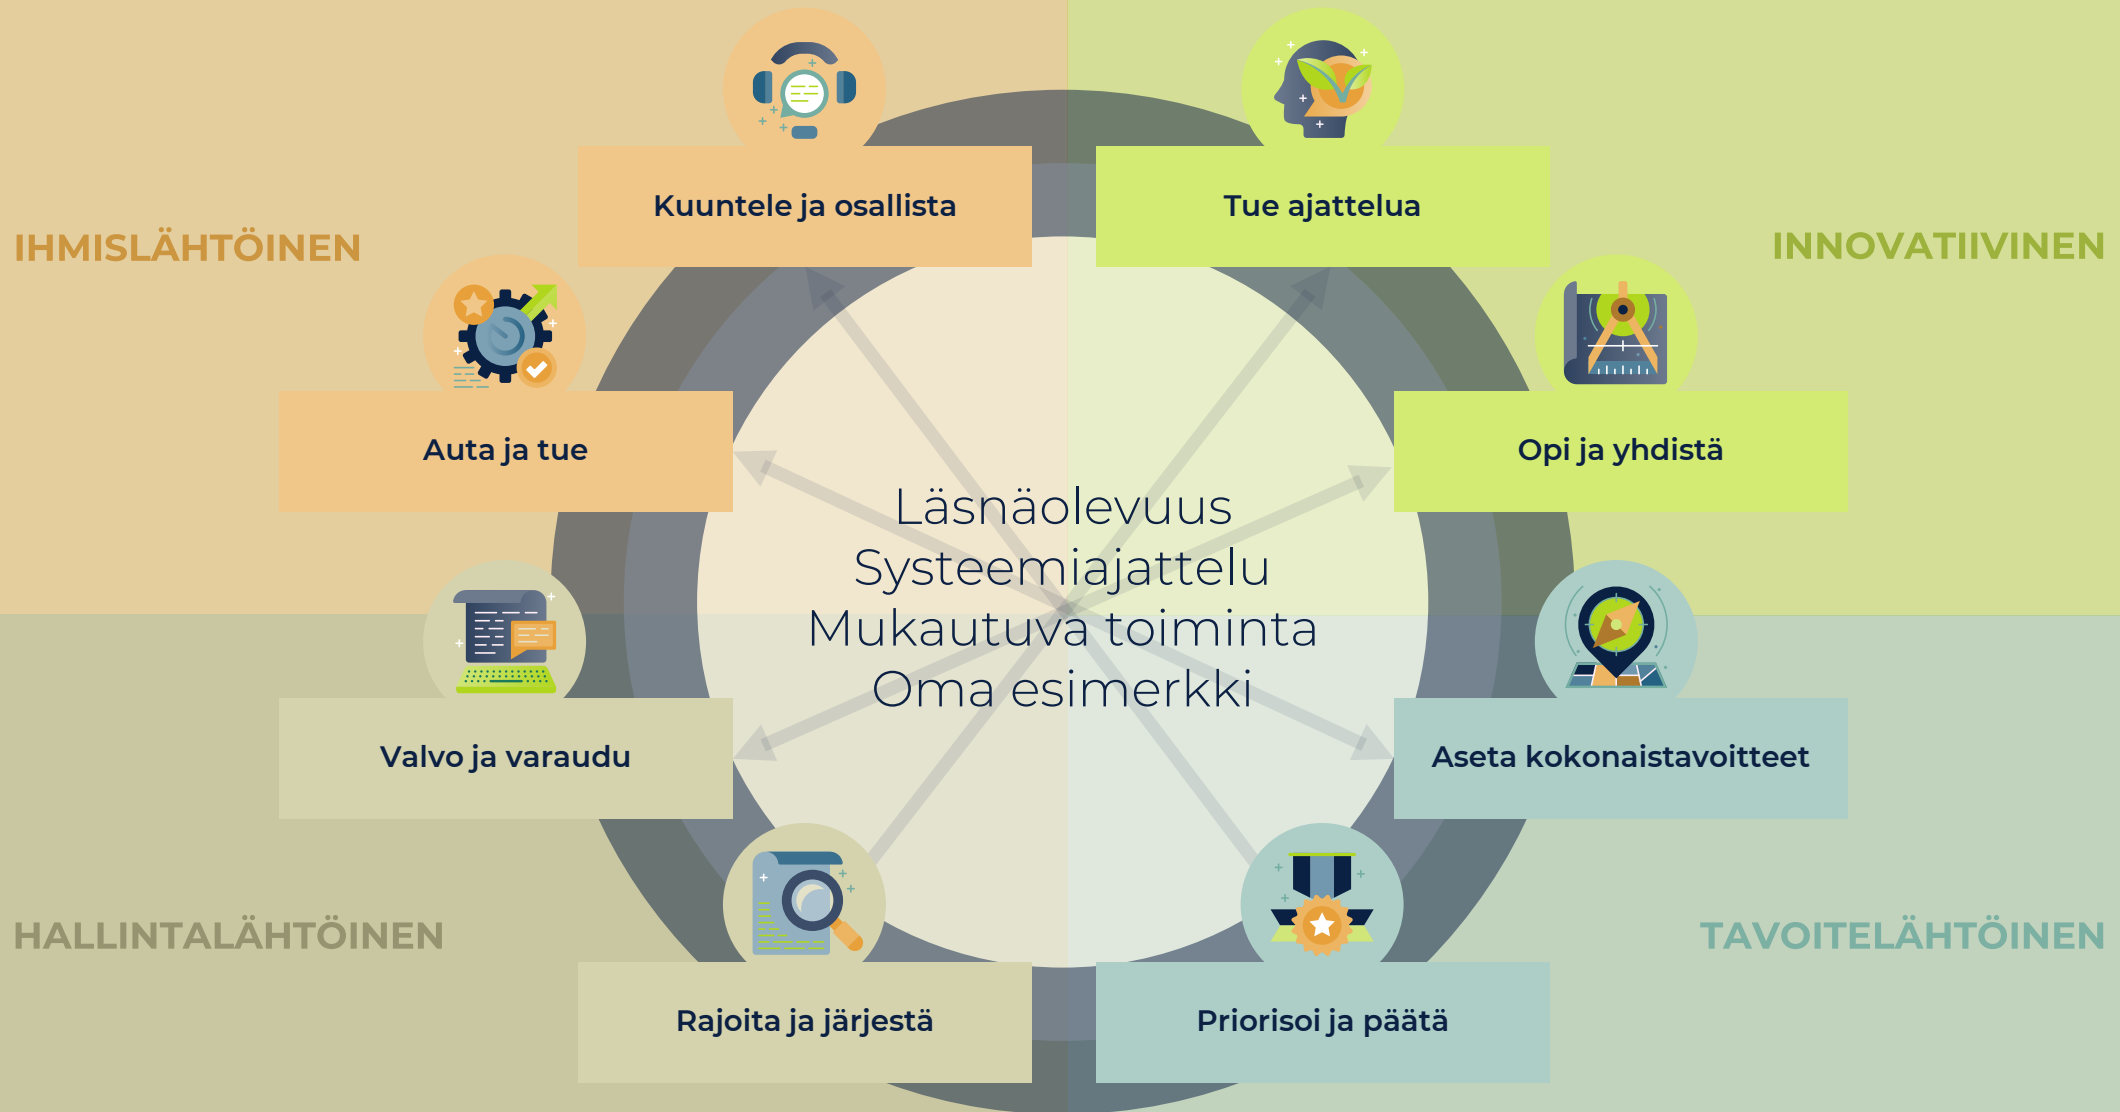 Kuuntele ja osallista
Tue ajattelua
IHMISLÄHTÖINEN
INNOVATIIVINEN
Auta ja tue
Opi ja yhdistä
Läsnäolevuus
Systeemiajattelu
Mukautuva toiminta
Oma esimerkki
Valvo ja varaudu
Aseta kokonaistavoitteet
HALLINTALÄHTÖINEN
TAVOITELÄHTÖINEN
Rajoita ja järjestä
Priorisoi ja päätä